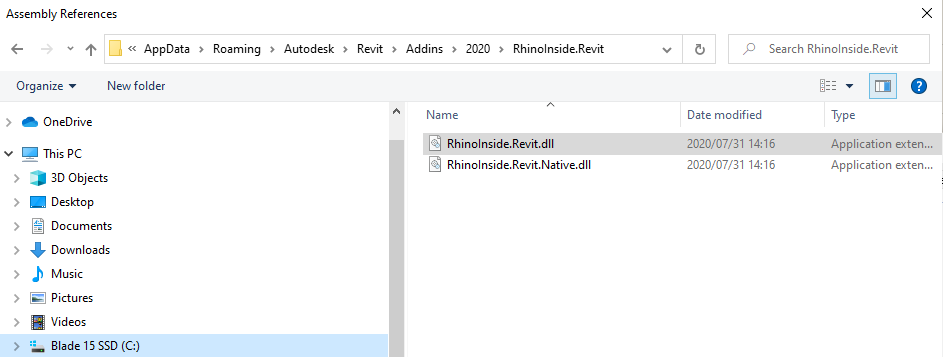 Assembly References
« AppData > Roaming > Autodesk > Revit > Addins > 2020 > RhinoInside.Revit
Search RhinoInside.Revit
Organize
New folder
OneDrive
This PC
3D Objects
Desktop
Documents
Downloads
Music
Pictures
Videos
Blade 15 SSD (C:)
Name Date modified Type
RhinoInside.Revit.dll 2020/07/31 14:16 Application exten...
RhinoInside.Revit.Native.dll 2020/07/31 14:16 Application exten...